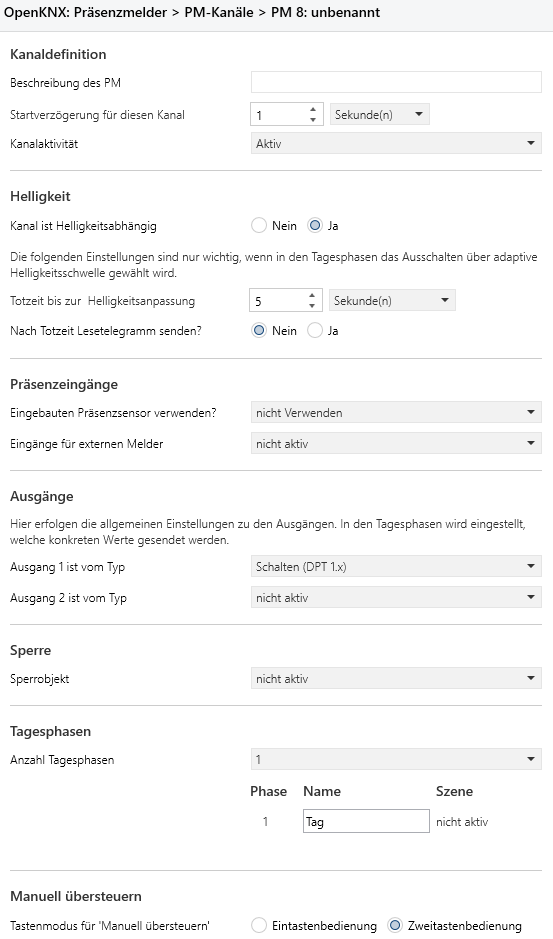 OpenKNX: Präsenzmelder > PM-Kanäle > PM 8: unbenannt
Kanaldefinition
Beschreibung des PM
Startverzögerung für diesen Kanal 1 Sekunde(n)
Kanalaktivität Aktiv
Helligkeit
Kanal ist Helligkeitsabhängig Nein Ja
Die folgenden Einstellungen sind nur wichtig, wenn in den Tagesphasen das Ausschalten über adaptive
Helligkeitsschwelle gewählt wird.
Totzeit bis zur Helligkeitsanpassung 5 Sekunde(n)
Nach Totzeit Lesetelegramm senden? Nein Ja
Präsenzeingänge
Eingebauten Präsenzsensor verwenden? nicht Verwenden
Eingänge für externen Melder nicht aktiv
Ausgänge
Hier erfolgen die allgemeinen Einstellungen zu den Ausgängen. In den Tagesphasen wird eingestellt,
welche konkreten Werte gesendet werden.
Ausgang 1 ist vom Typ Schalten (DPT 1.x)
Ausgang 2 ist vom Typ nicht aktiv
Sperre
Sperrobjekt nicht aktiv
Tagesphasen
Anzahl Tagesphasen 1
Phase Name Szene
1 Tag nicht aktiv
Manuell übersteuern
Tastenmodus für 'Manuell übersteuern' Eintastenbedienung Zweitastenbedienung